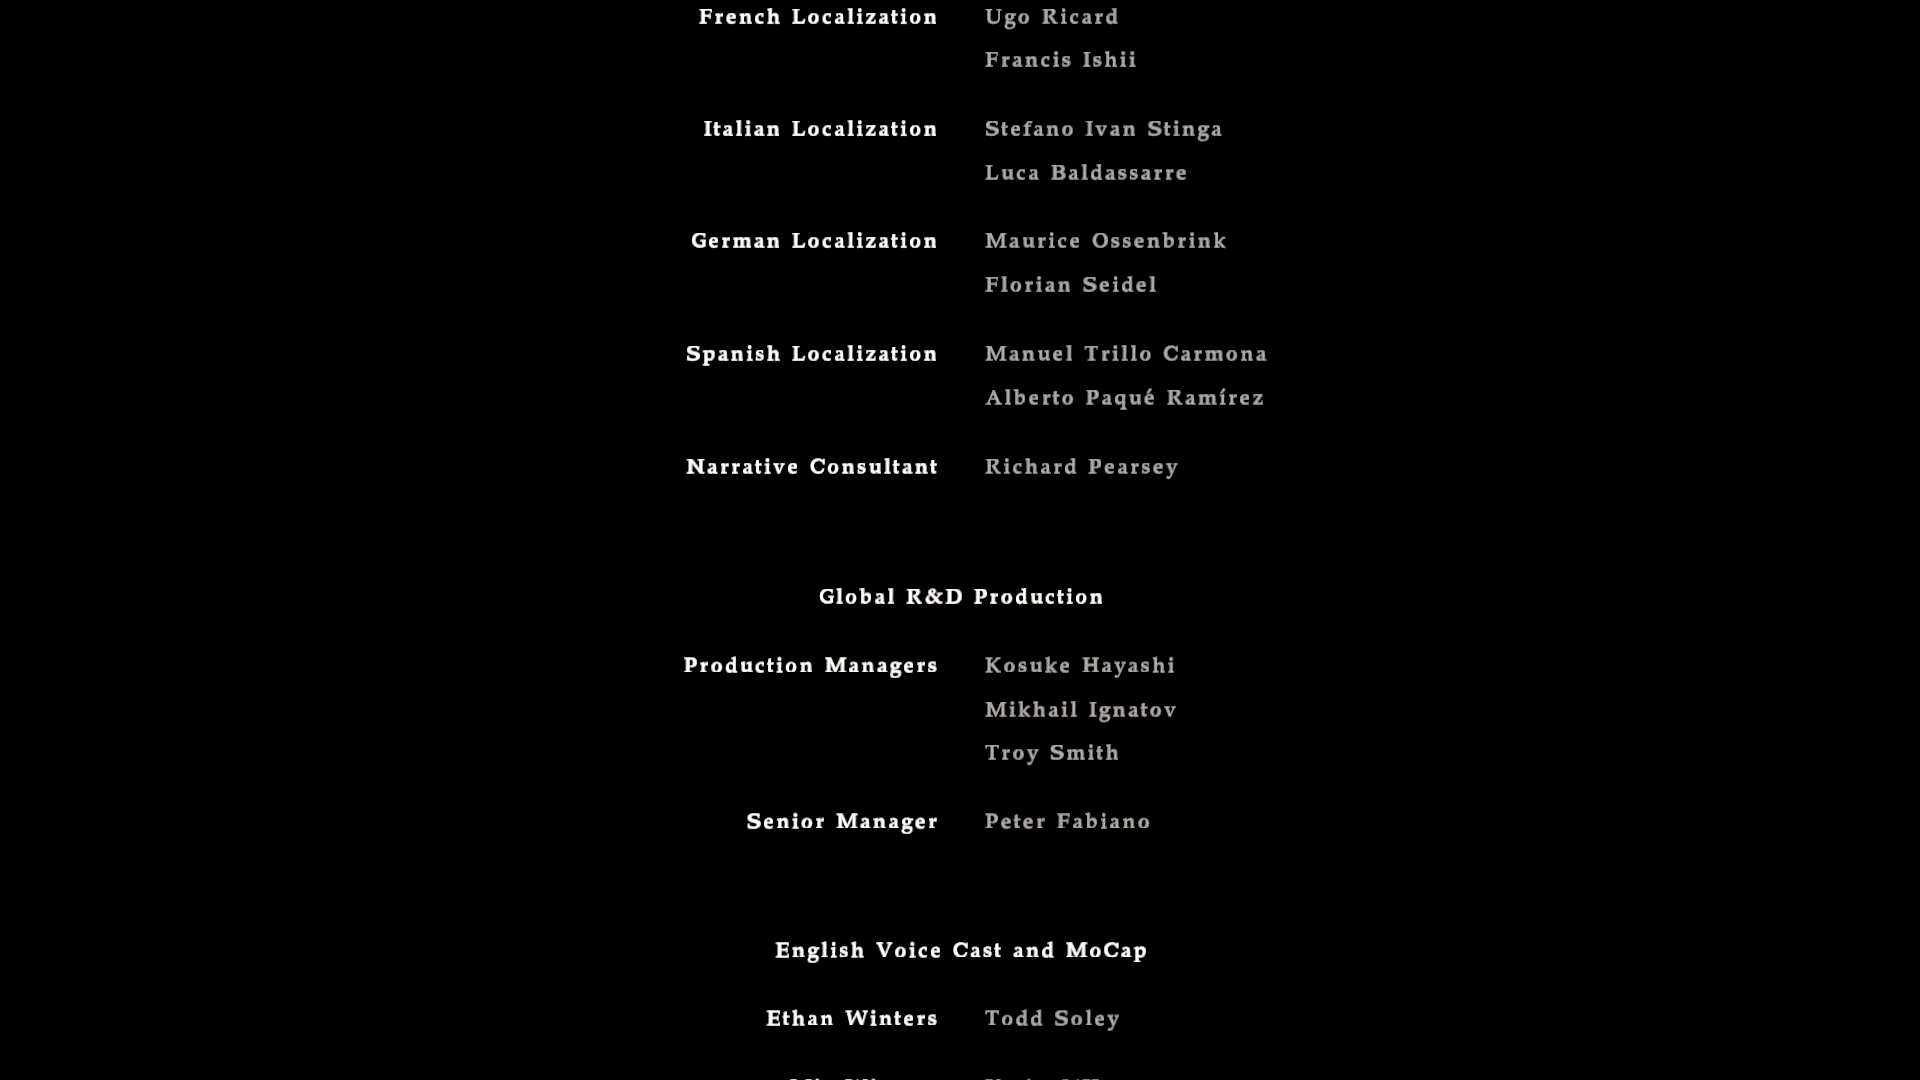 French Localization Ugo Ricard
Francis Ishii
Italian Localization Stefano Ivan Stinga
Luca Baldassarre
German Localization Maurice Ossenbrink
Florian Seidel
Spanish Localization Manuel Trillo Carmona
Alberto Paqué Ramírez
Narrative Consultant Richard Pearsey
Global R&D Production
Production Managers Kosuke Hayashi
Mikhail Ignatov
Troy Smith
Senior Manager Peter Fabiano
English Voice Cast and MoCap
Ethan Winters Todd Soley